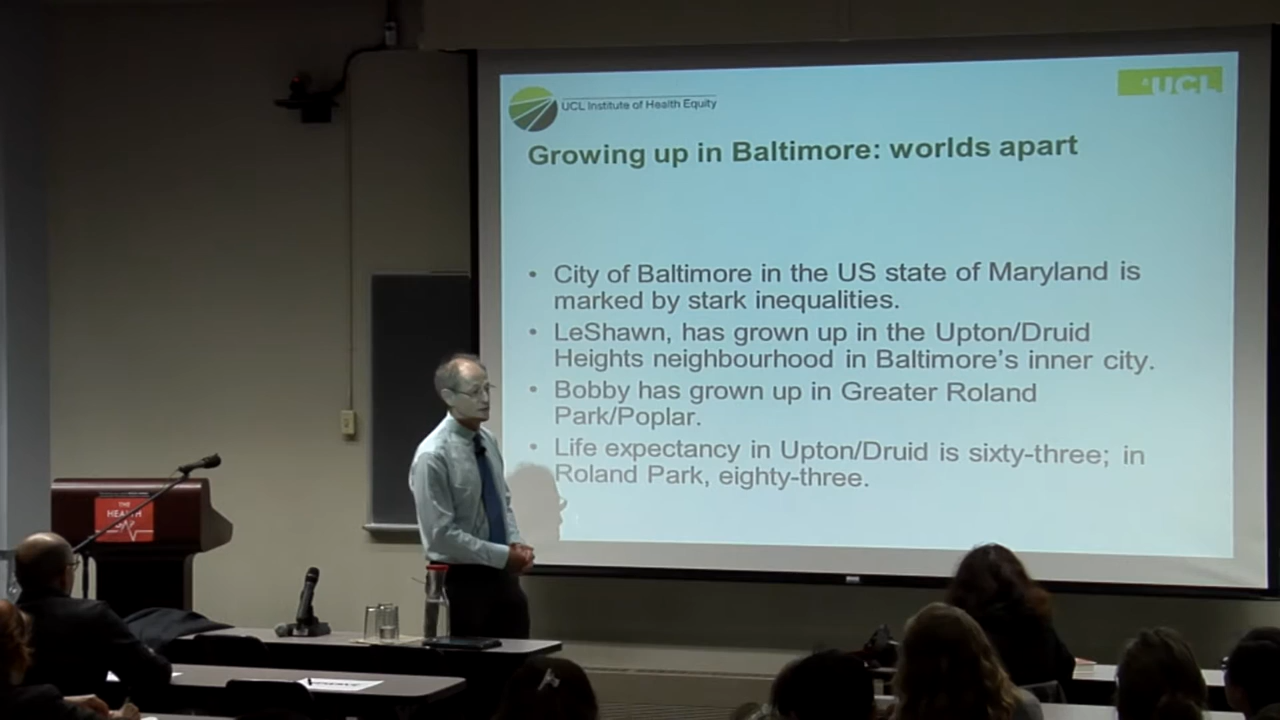 UCL Institute of Health Equity
UCL
Growing up in Baltimore: worlds apart
• City of Baltimore in the US state of Maryland is
marked by stark inequalities.
• LeShawn, has grown up in the Upton/Druid
Heights neighbourhood in Baltimore's inner city.
• Bobby has grown up in Greater Roland
Park/Poplar.
• Life expectancy in Upton/Druid is sixty-three; in
Roland Park, eighty-three.
THE
HEALTH